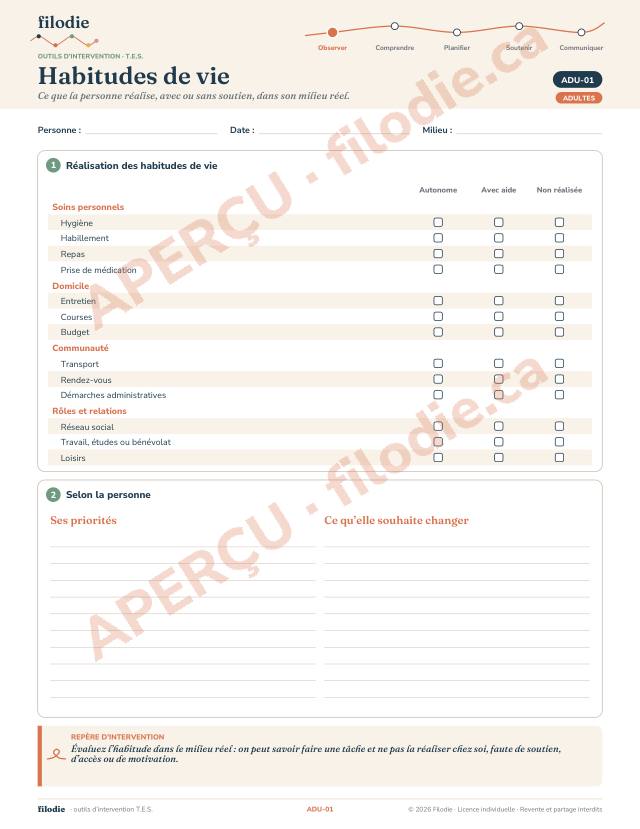 filodie
OUTILS D'INTERVENTION · T.E.S.
Observer Comprendre Planifier Soutenir Communiquer
Habitudes de vie
Ce que la personne réalise, avec ou sans soutien, dans son milieu réel.
ADU-01
ADULTES
Personne : Date : Milieu :
1 Réalisation des habitudes de vie
Autonome Avec aide Non réalisée
Soins personnels
Hygiène
Habillement
Repas
Prise de médication
Domicile
Entretien
Courses
Budget
Communauté
Transport
Rendez-vous
Démarches administratives
Rôles et relations
Réseau social
Travail, études ou bénévolat
Loisirs
APERÇU · filodie.ca
2 Selon la personne
Ses priorités Ce qu'elle souhaite changer
APERÇU · filodie.ca
REPÈRE D'INTERVENTION
Évaluez l'habitude dans le milieu réel : on peut savoir faire une tâche et ne pas la réaliser chez soi, faute de soutien,
d'accès ou de motivation.
filodie · outils d'intervention T.E.S. ADU-01 © 2026 Filodie · Licence individuelle · Revente et partage interdits